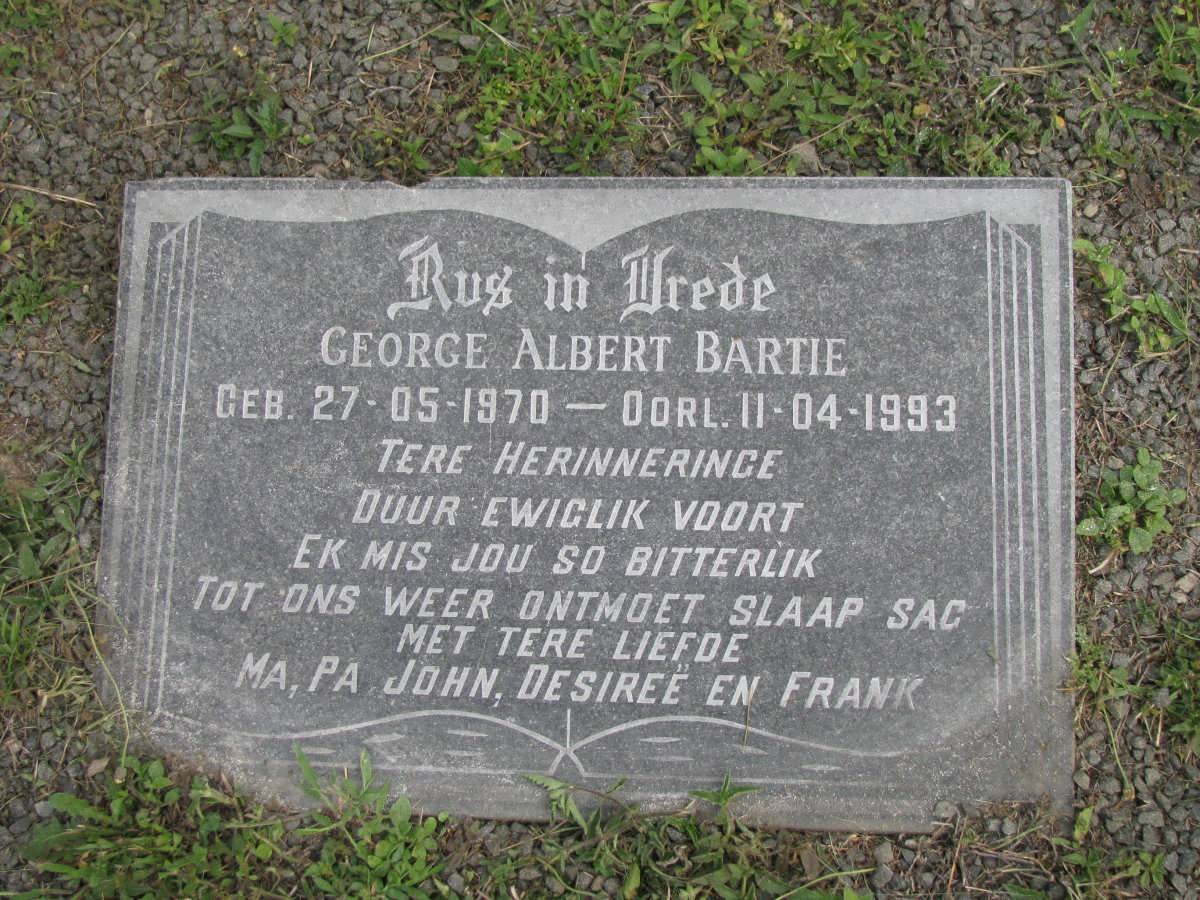 Rus in Vrede
GEORGE ALBERT BARTIE
GEB. 27-05-1970 — OORL. 11-04-1993
TERE HERINNERINGE
DUUR EWIGLIK VOORT
EK MIS JOU SO BITTERLIK
TOT ONS WEER ONTMOET SLAAP SAG
MET TERE LIEFDE
MA, PA JOHN, DESIREË EN FRANK